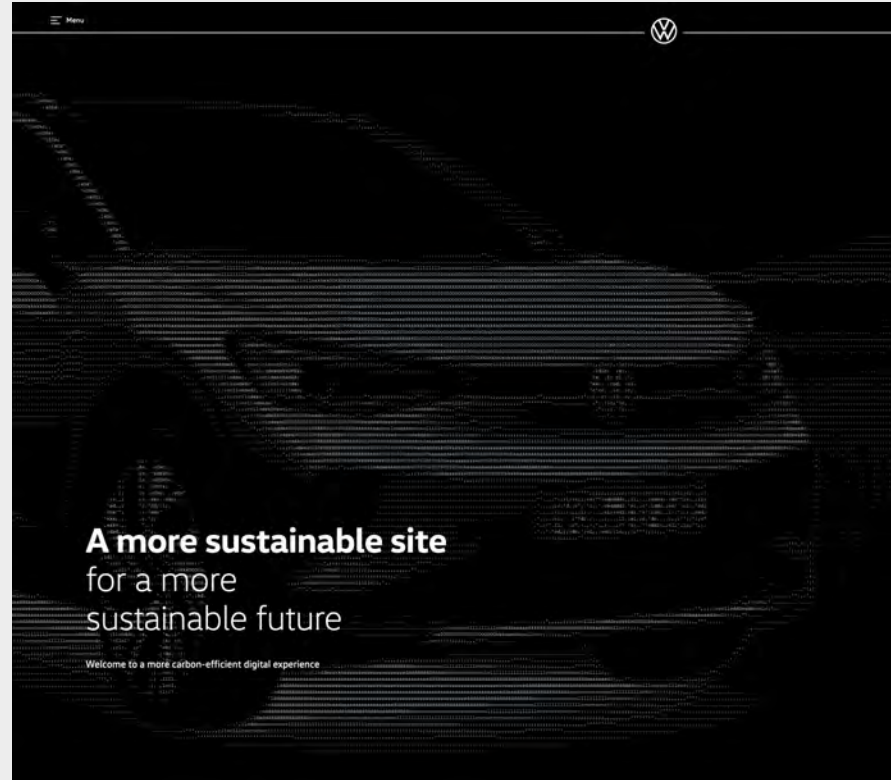 Menu
A more sustainable site
for a more
sustainable future
Welcome to a more carbon-efficient digital experience